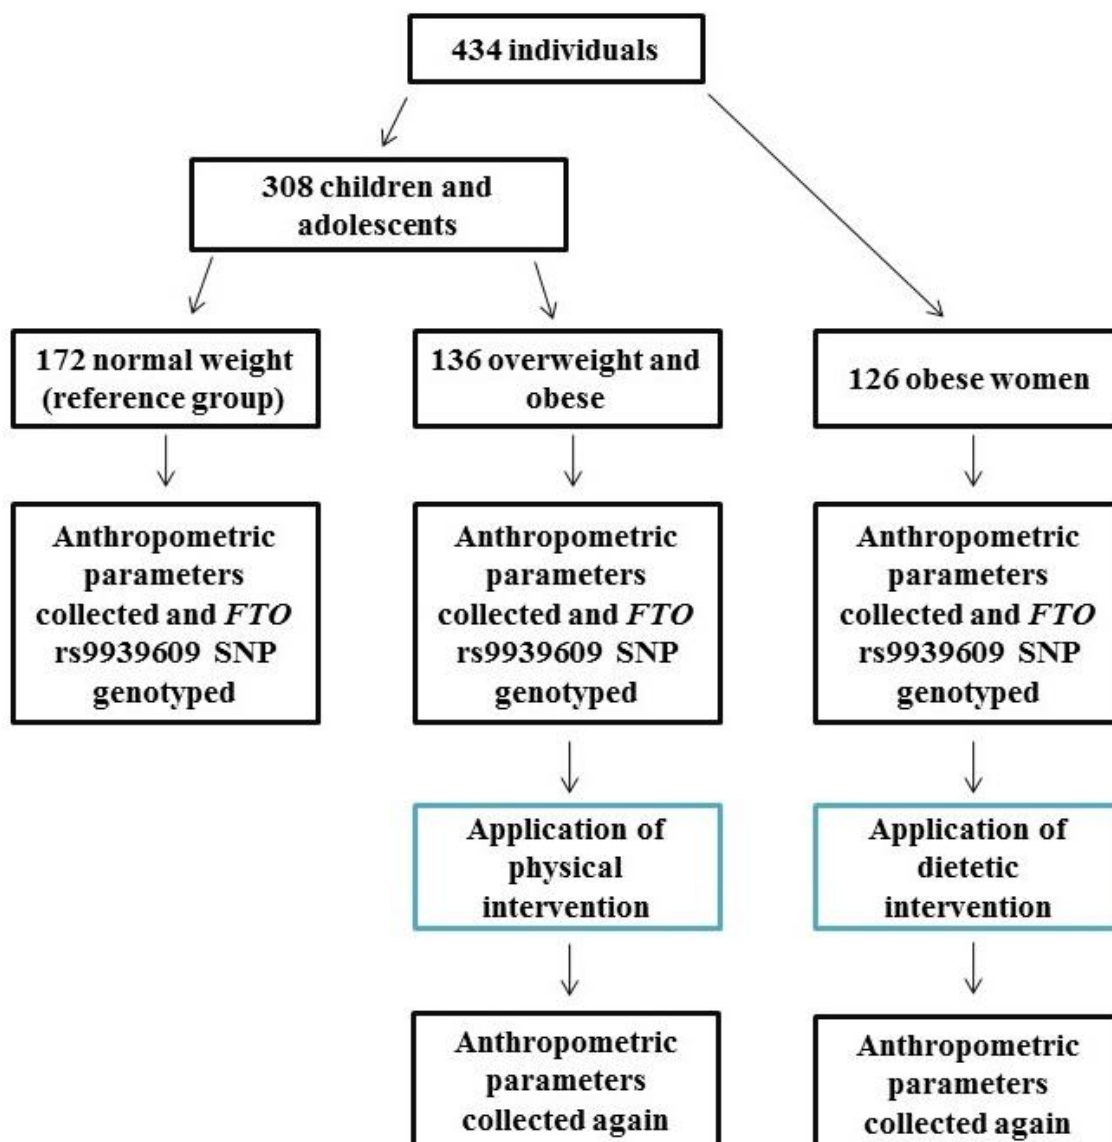 434 individuals
308 children and
adolescents
172 normal weight
(reference group)
136 overweight and
obese
126 obese women
Anthropometric
parameters
collected and FTO
rs9939609 SNP
genotyped
Anthropometric
parameters
collected and FTO
rs9939609 SNP
genotyped
Anthropometric
parameters
collected and FTO
rs9939609 SNP
genotyped
Application of
physical
intervention
Application of
dietetic
intervention
Anthropometric
parameters
collected again
Anthropometric
parameters
collected again